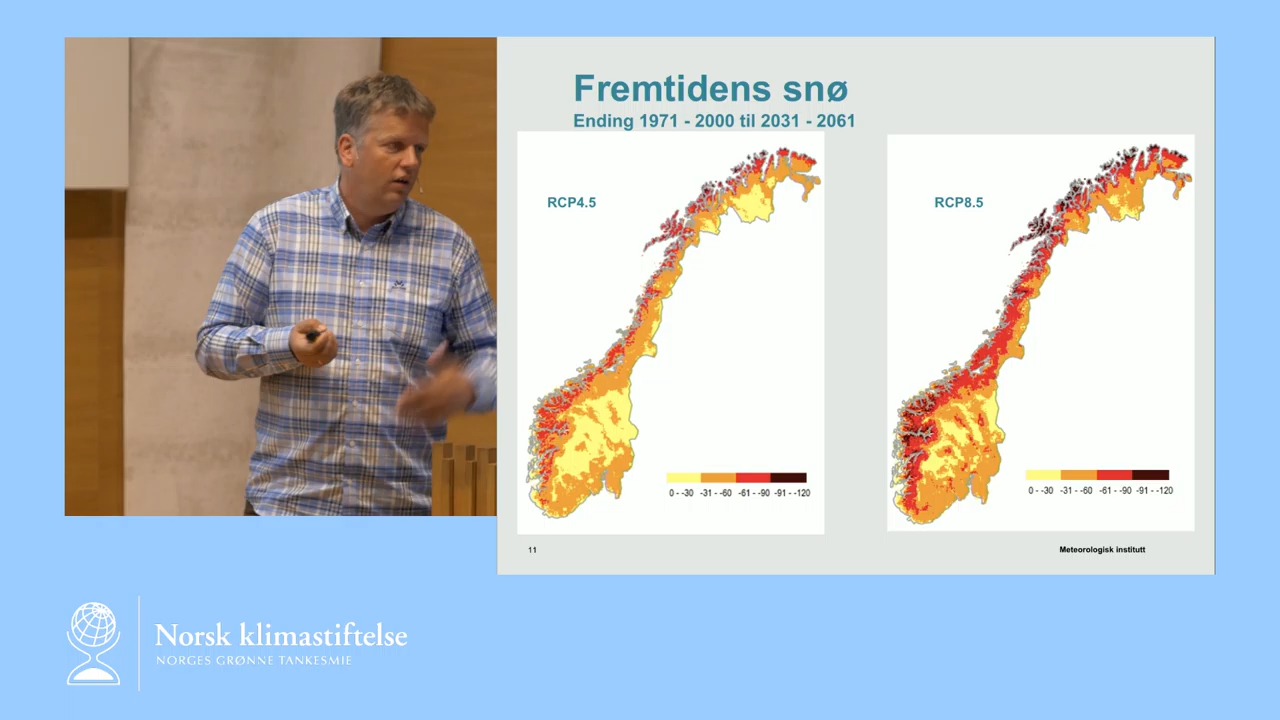 Fremtidens snø
Ending 1971 - 2000 til 2031 - 2061
RCP4.5
RCP8.5
0 - -30 -31 - -60 -61 - -90 -91 - -120
0 - -30 -31 - -60 -61 - -90 -91 - -120
11
Meteorologisk institutt
Norsk klimastiftelse
NORGES GRØNNE TANKESMIE